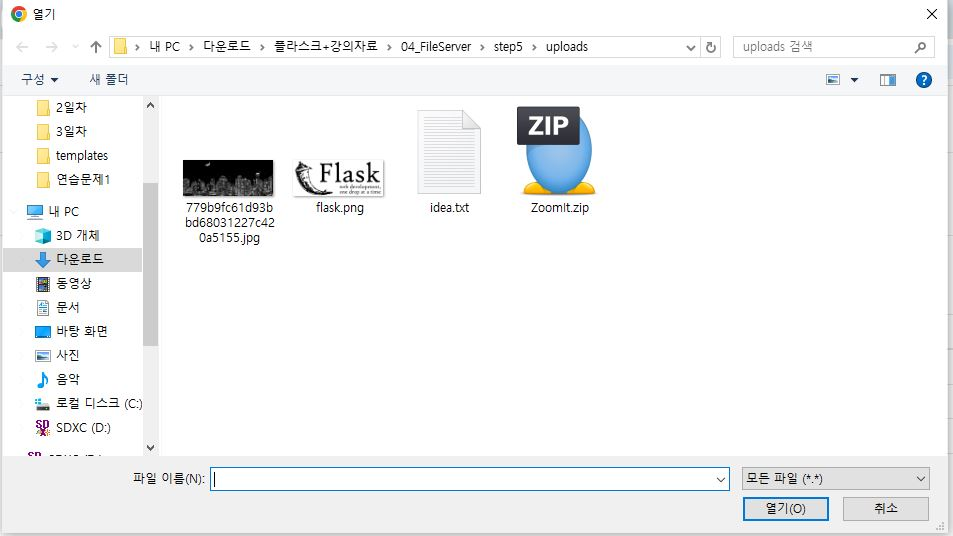 열기
내 PC > 다운로드 > 플라스크+강의자료 > 04_FileServer > step5 > uploads
uploads 검색
구성
새 폴더
2일차
3일차
templates
연습문제1
내 PC
3D 개체
다운로드
동영상
문서
바탕 화면
사진
음악
로컬 디스크 (C:)
SD
SDXC (D:)
Flask
web development,
one drop at a time
ZIP
779b9fc61d93b
bd68031227c42
0a5155.jpg
flask.png
idea.txt
ZoomIt.zip
파일 이름(N):
모든 파일 (*.*)
열기(O)
취소